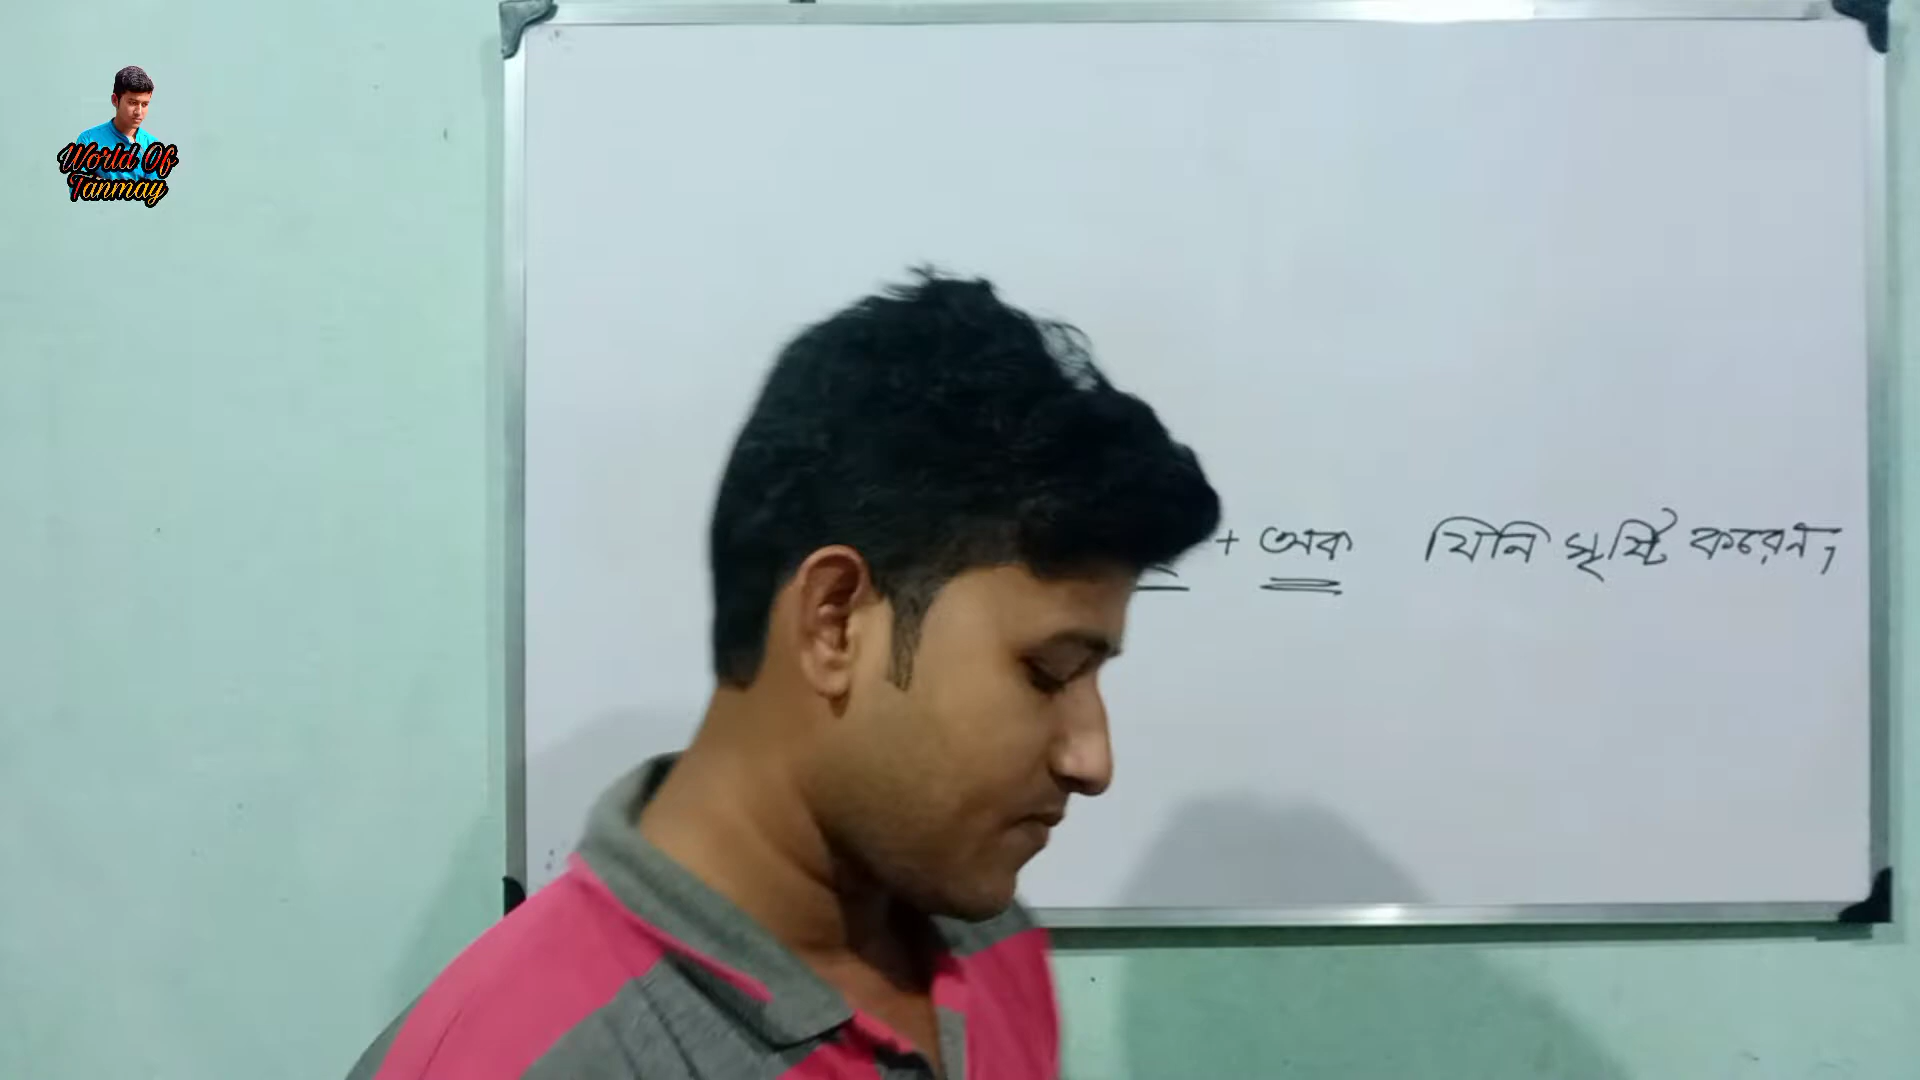 World Of
Tanmay
+ অক যিনি সৃষ্টি করেন,